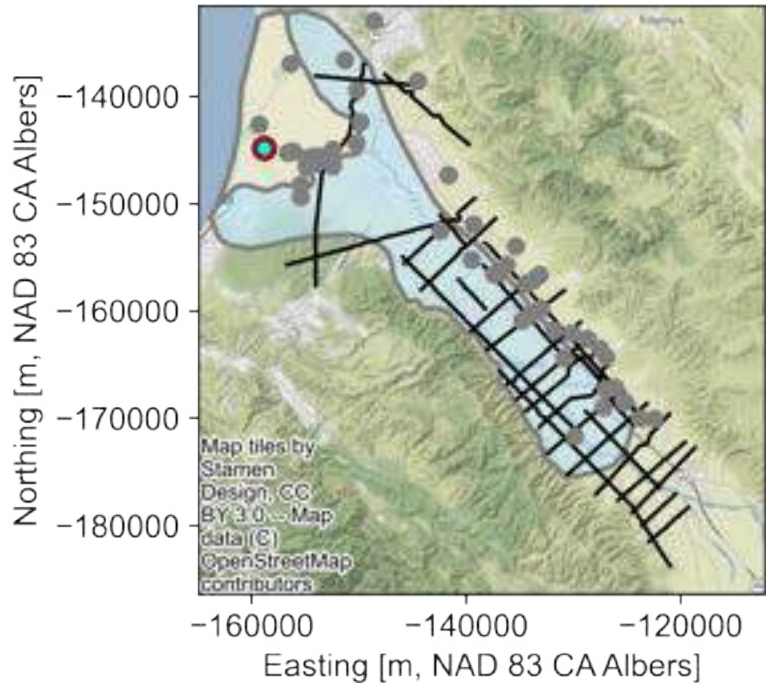 Northing [m, NAD 83 CA Albers]
−140000
−150000
−160000
−170000
−180000
Map tiles by
Stamen
Design, CC
BY 3.0 -- Map
data (C)
OpenStreetMap
contributors
−160000
−140000
−120000
Easting [m, NAD 83 CA Albers]